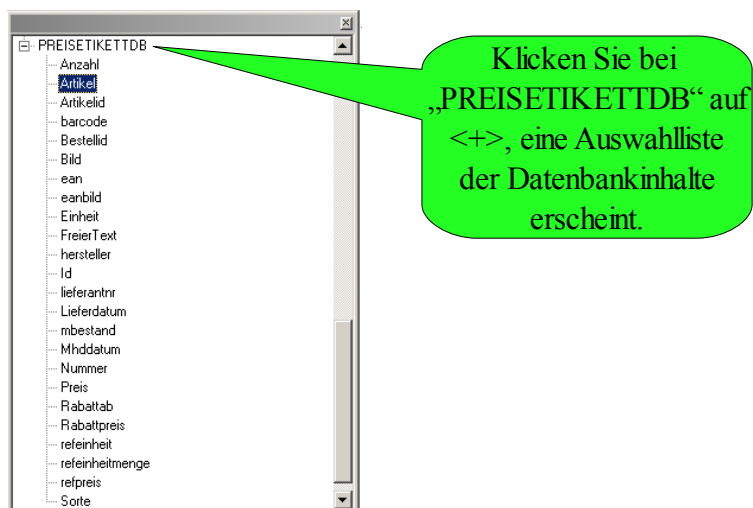 PREISETIKETTDB
Anzahl
Artikel
Artikelid
barcode
Bestellid
Bild
ean
eanbild
Einheit
FreierText
hersteller
Id
lieferantnr
Lieferdatum
mbestand
Mhddatum
Nummer
Preis
Rabattab
Rabattpreis
refeinheit
refeinheitmenge
refpreis
Sorte
Klicken Sie bei
„PREISETIKETTDB“ auf
<+>, eine Auswahlliste
der Datenbankinhalte
erscheint.